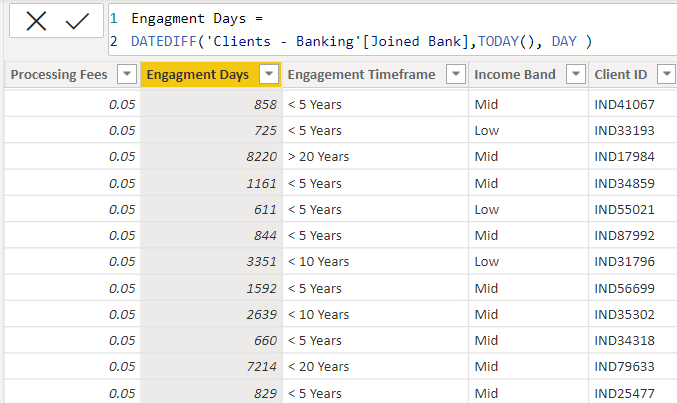 1 Engagment Days =
2 DATEDIFF('Clients - Banking'[Joined Bank],TODAY(), DAY )
Processing Fees Engagment Days Engagement Timeframe Income Band Client ID
0.05 858 < 5 Years Mid IND41067
0.05 725 < 5 Years Low IND33193
0.05 8220 > 20 Years Mid IND17984
0.05 1161 < 5 Years Mid IND34859
0.05 611 < 5 Years Low IND55021
0.05 844 < 5 Years Mid IND87992
0.05 3351 < 10 Years Low IND31796
0.05 1592 < 5 Years Mid IND56699
0.05 2639 < 10 Years Mid IND35302
0.05 660 < 5 Years Mid IND34318
0.05 7214 < 20 Years Mid IND79633
0.05 829 < 5 Years Mid IND25477